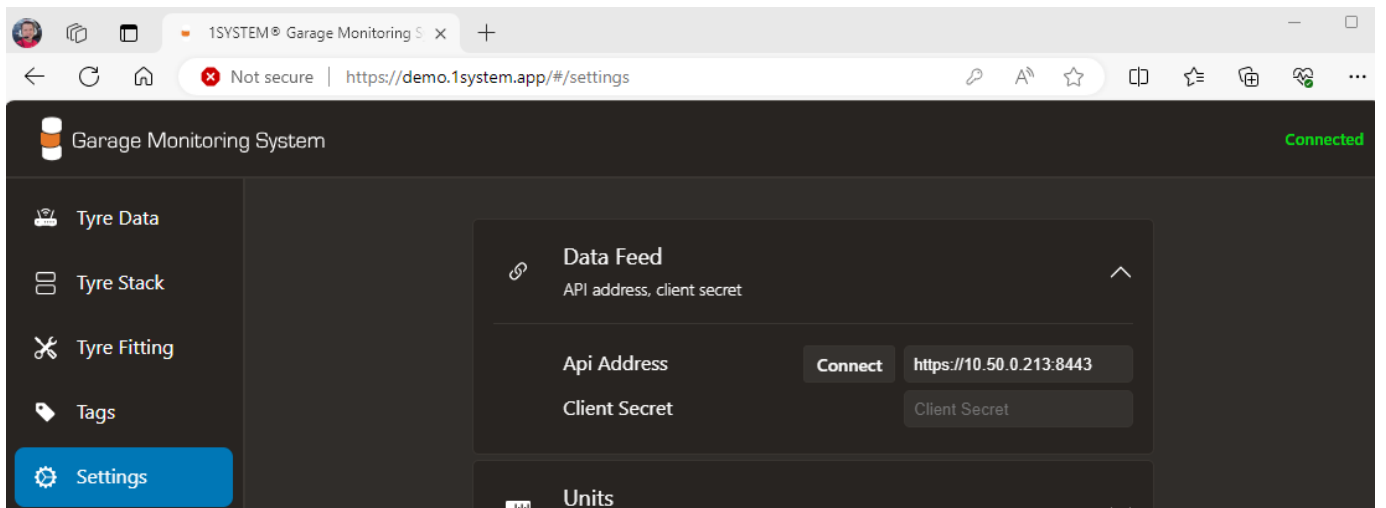 1SYSTEM® Garage Monitoring S
Not secure | https://demo.1system.app/#/settings
Garage Monitoring System
Connected
Tyre Data
Tyre Stack
Tyre Fitting
Tags
Settings
Data Feed
API address, client secret
Api Address
Connect
https://10.50.0.213:8443
Client Secret
Client Secret
Units